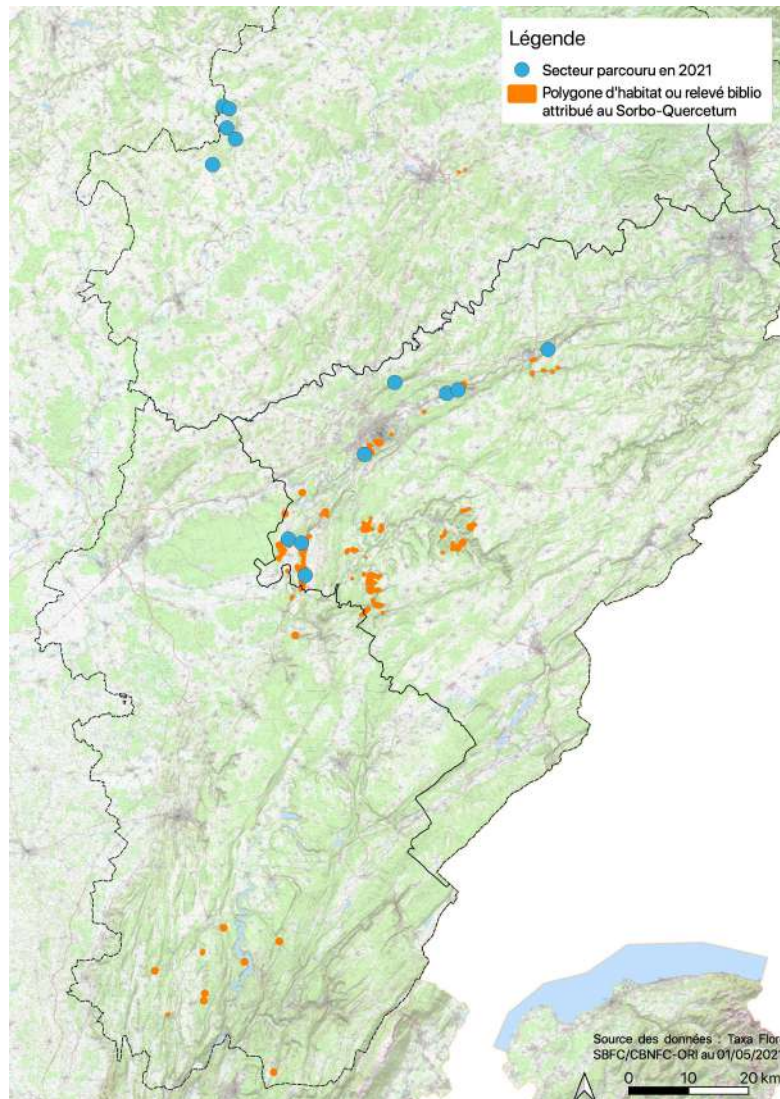 Légende
Secteur parcouru en 2021
Polygone d'habitat ou relevé biblio
attribué au Sorbo-Quercetum
Source des données : Taxa Flor
SBFC/CBNFC-ORI au 01/05/202
0 10 20 km